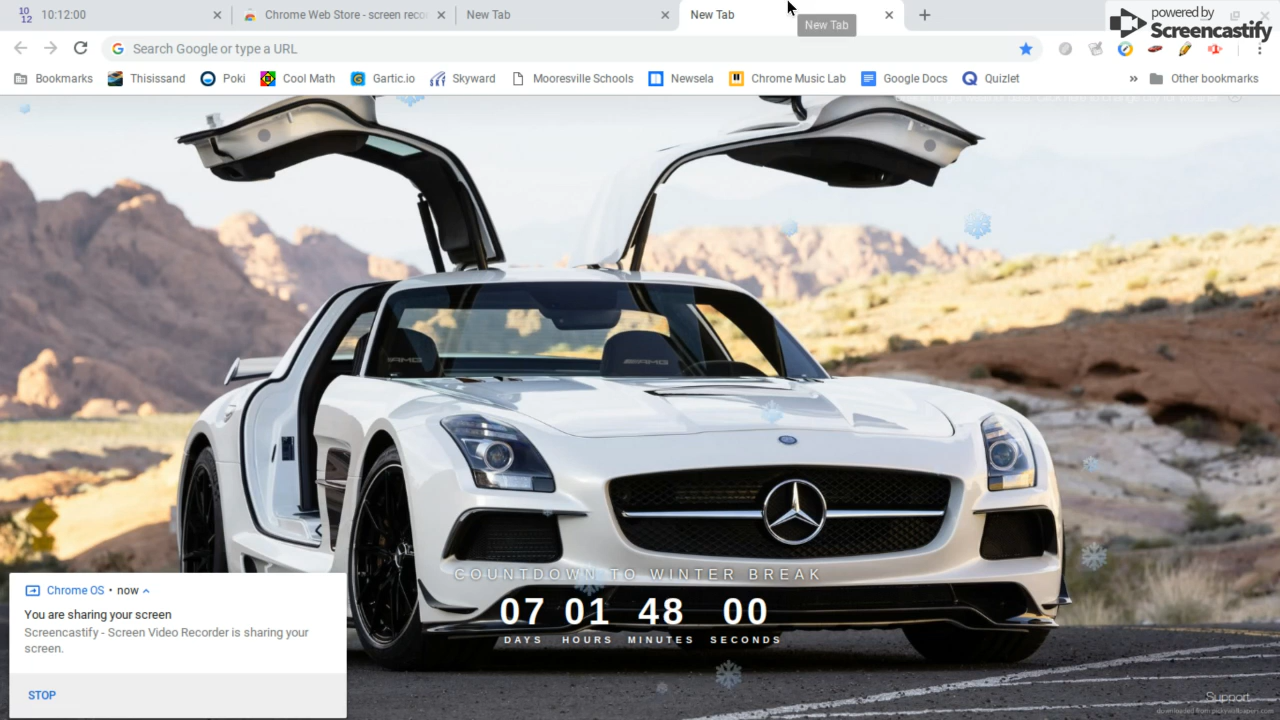 10
12
10:12:00
Chrome Web Store - screen reco
New Tab
New Tab
New Tab
powered by
Screencastify
Search Google or type a URL
Bookmarks
Thisissand
Poki
Cool Math
Gartic.io
Skyward
Mooresville Schools
Newsela
Chrome Music Lab
Google Docs
Quizlet
»
Other bookmarks
AMG
AMG
COUNTDOWN TO WINTER BREAK
07 01 48 00
DAYS HOURS MINUTES SECONDS
Chrome OS • now
You are sharing your screen
Screencastify - Screen Video Recorder is sharing your
screen.
STOP
Support